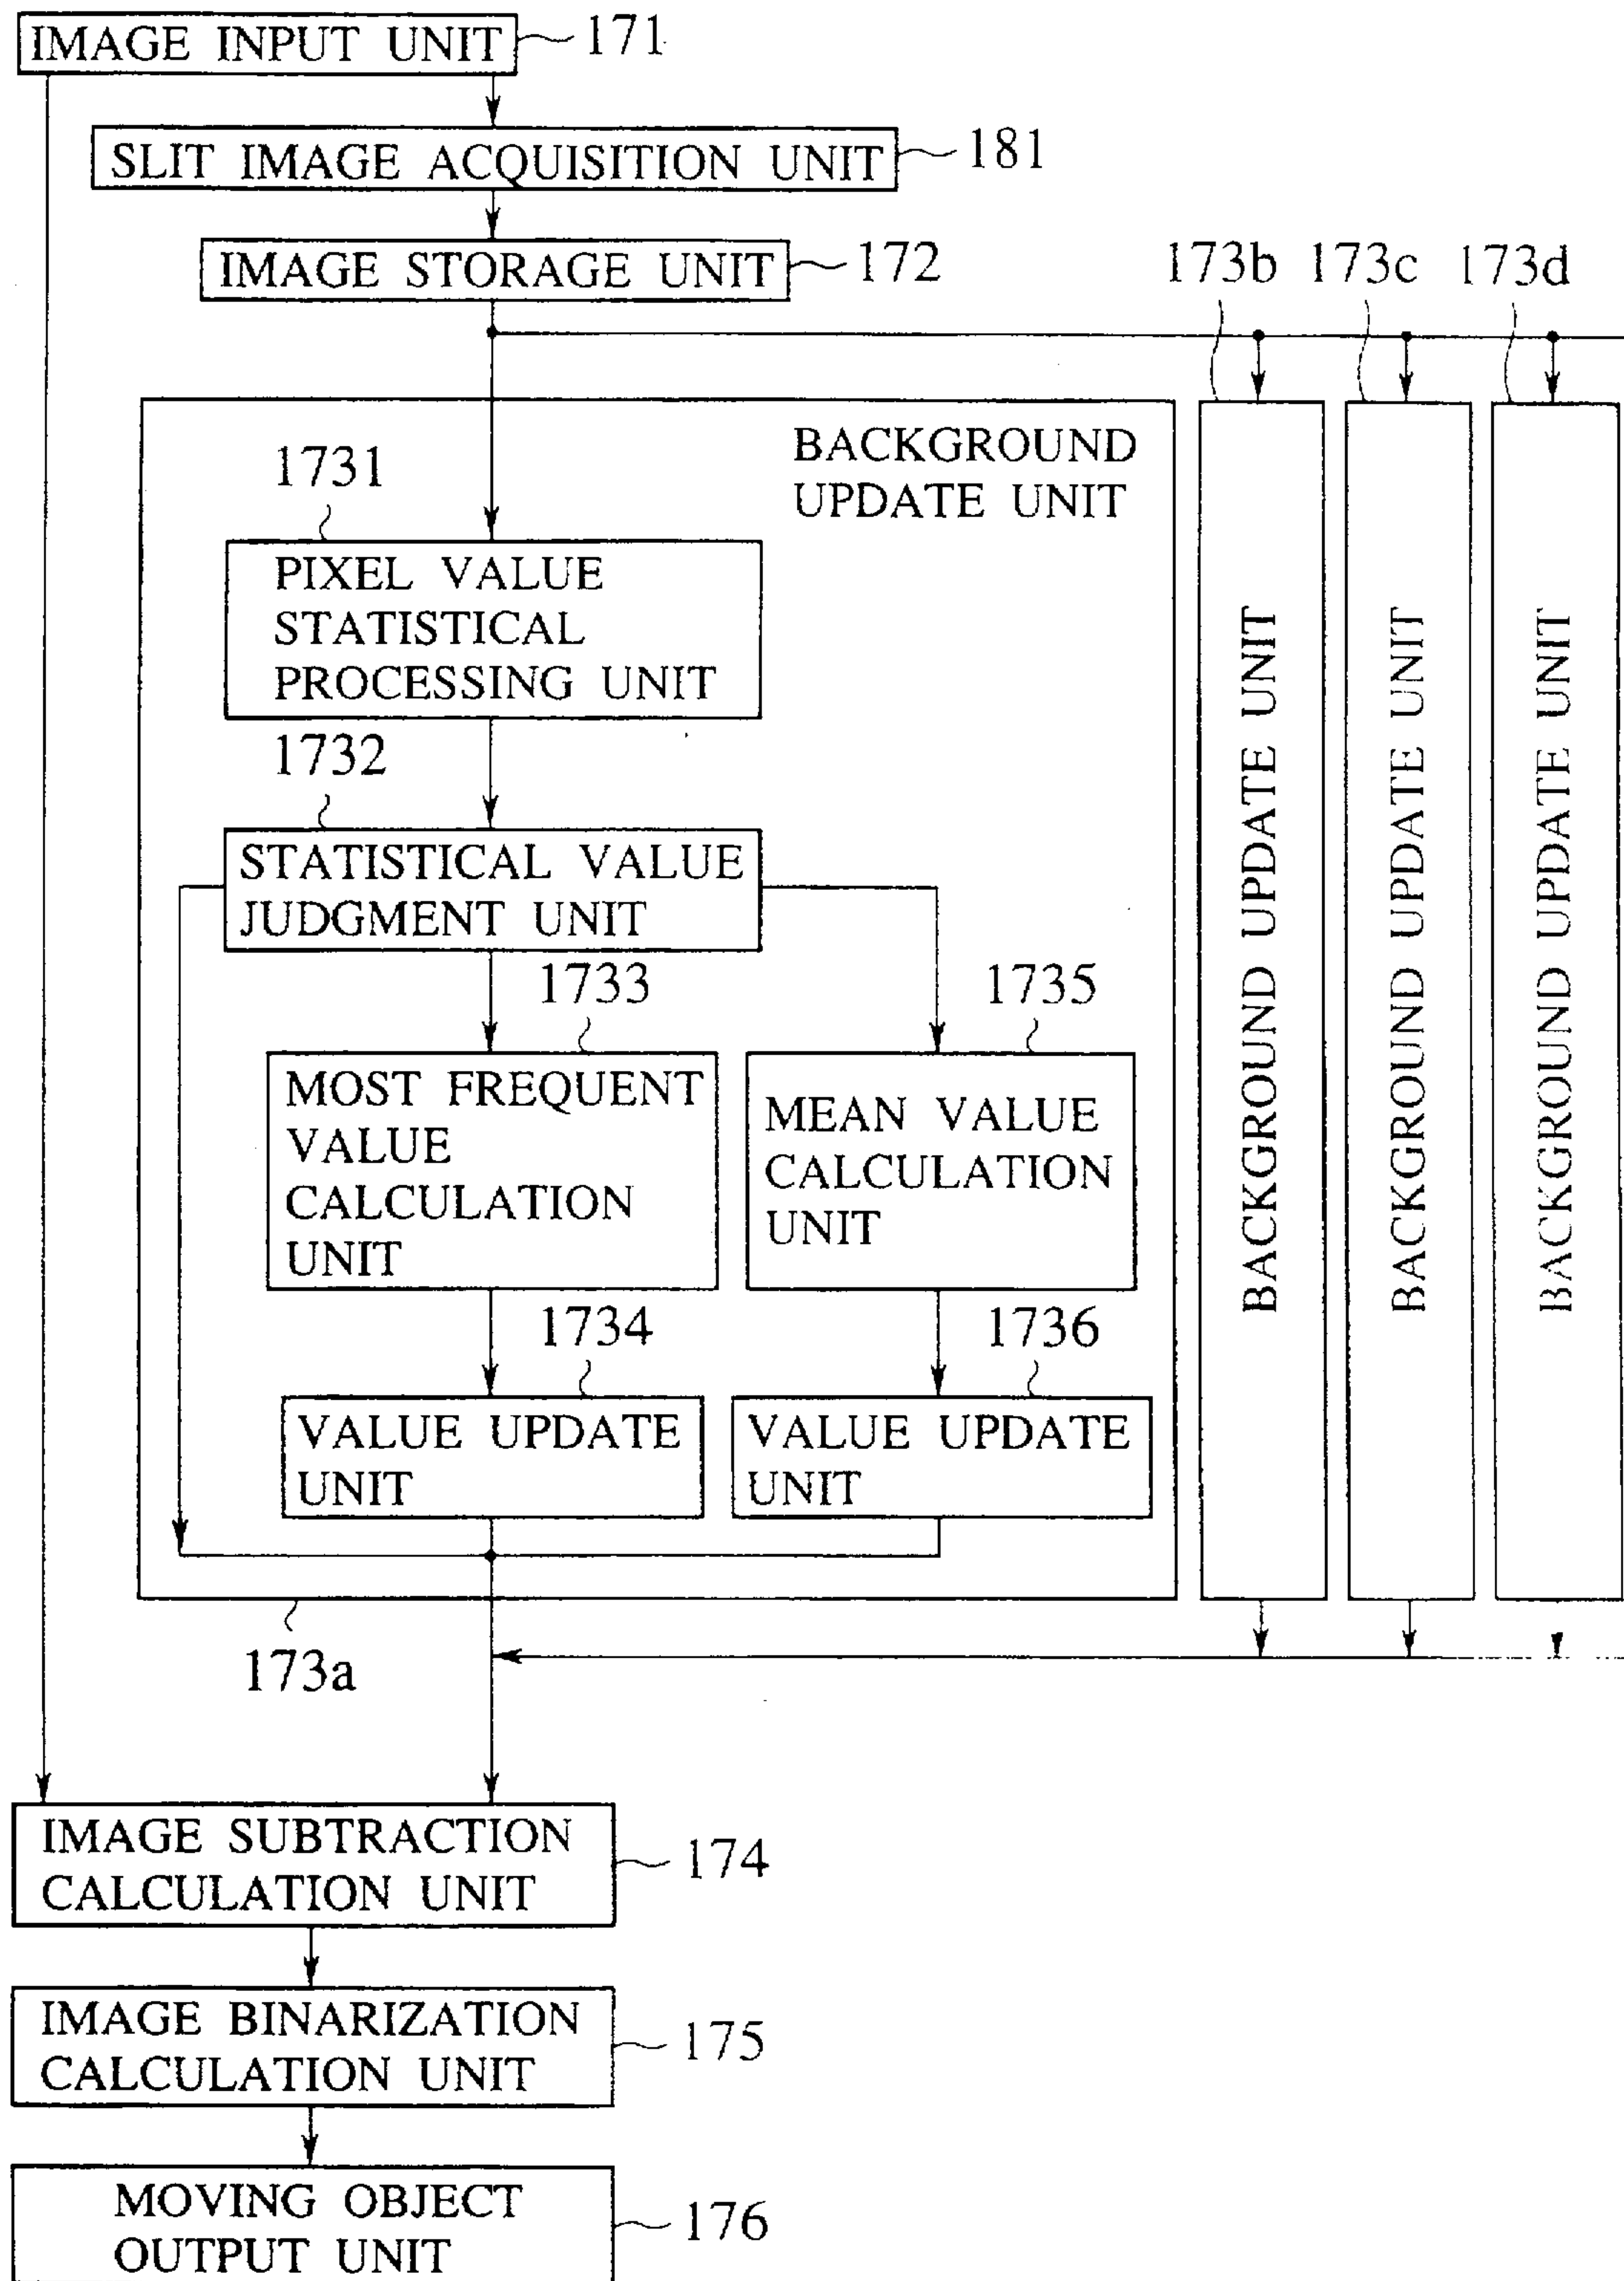 IMAGE INPUT UNIT
171
SLIT IMAGE ACQUISITION UNIT
181
IMAGE STORAGE UNIT
172
173b
173c
173d
BACKGROUND
UPDATE UNIT
1731
PIXEL VALUE
STATISTICAL
PROCESSING UNIT
1732
STATISTICAL VALUE
JUDGMENT UNIT
1733
MOST FREQUENT
VALUE
CALCULATION
UNIT
1735
MEAN VALUE
CALCULATION
UNIT
1734
VALUE UPDATE
UNIT
1736
VALUE UPDATE
UNIT
BACKGROUND UPDATE UNIT
BACKGROUND UPDATE UNIT
BACKGROUND UPDATE UNIT
173a
IMAGE SUBTRACTION
CALCULATION UNIT
174
IMAGE BINARIZATION
CALCULATION UNIT
175
MOVING OBJECT
OUTPUT UNIT
176